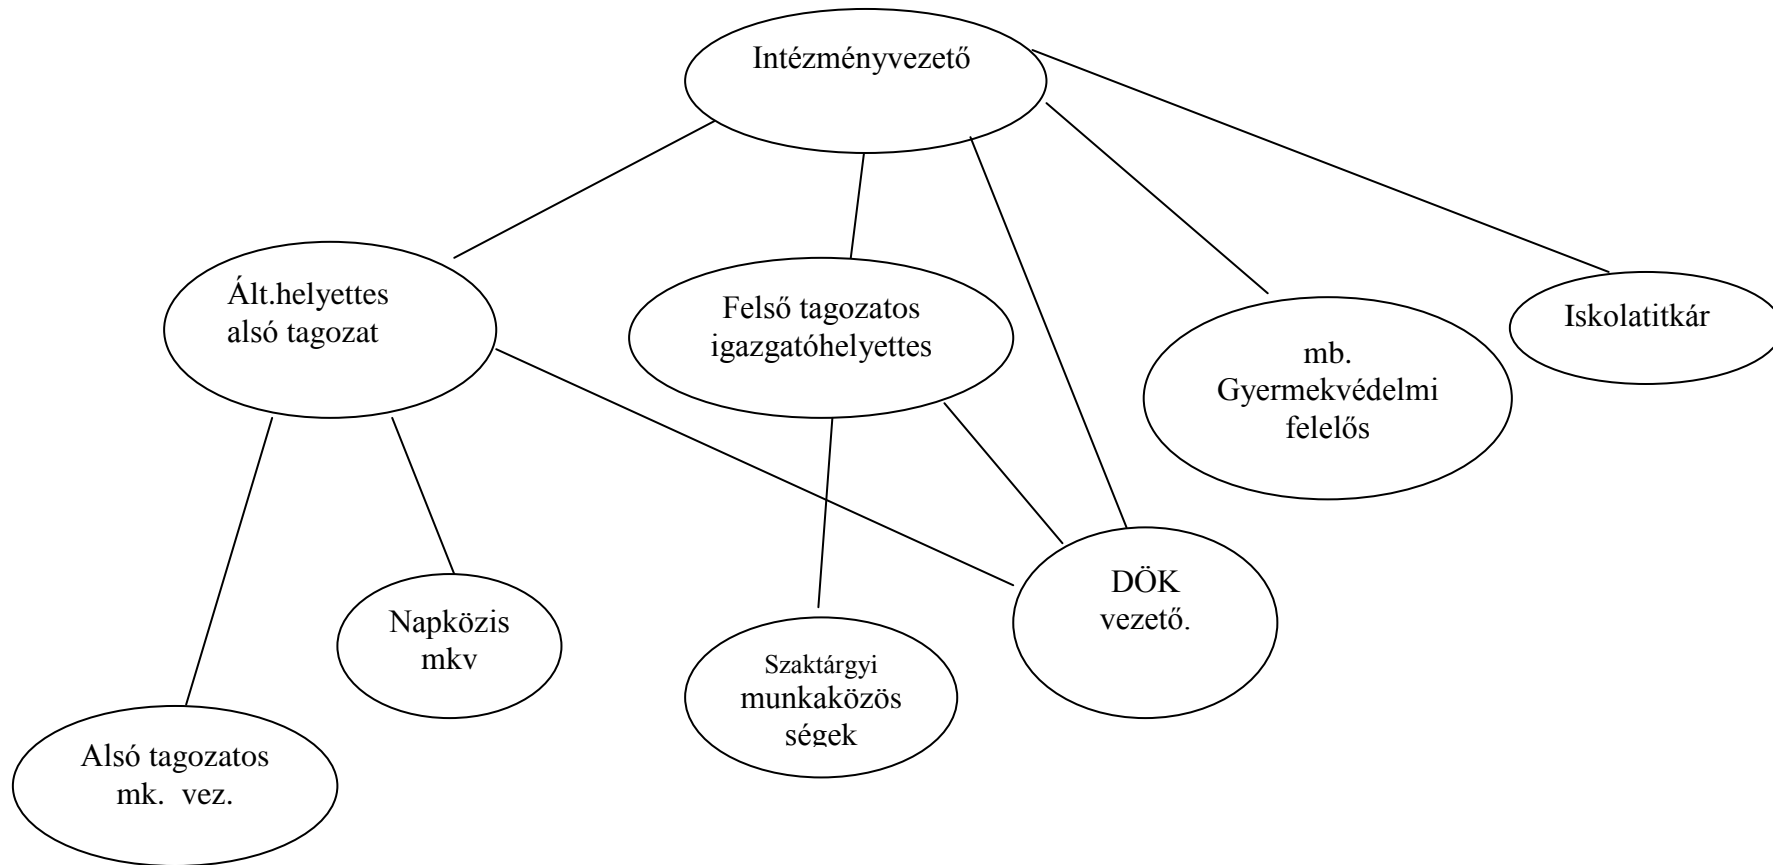 Intézményvezető
Ált.helyettes
alsó tagozat
Felső tagozatos
igazgatóhelyettes
mb.
Gyermekvédelmi
felelős
Iskolatitkár
Napközis
mkv
Szaktárgyi
munkaközös
ségek
DÖK
vezető.
Alsó tagozatos
mk. vez.